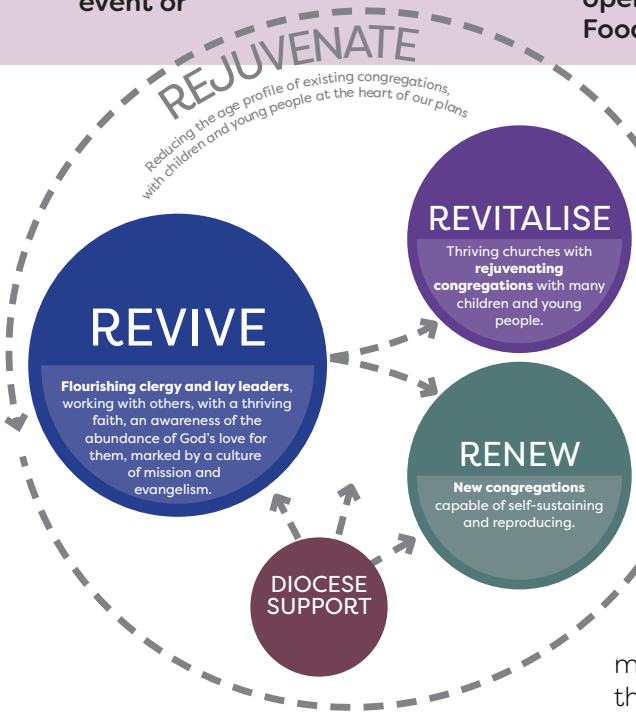 event or
oper
Food
REJUVENATE
Reducing the age profile of existing congregations,
with children and young people at the heart of our plans
REVITALISE
Thriving churches with
rejuvenating
congregations with many
children and young
people.
REVIVE
Flourishing clergy and lay leaders,
working with others, with a thriving
faith, an awareness of the
abundance of God's love for
them, marked by a culture
of mission and
evangelism.
RENEW
New congregations
capable of self-sustaining
and reproducing.
DIOCESE
SUPPORT
m
th